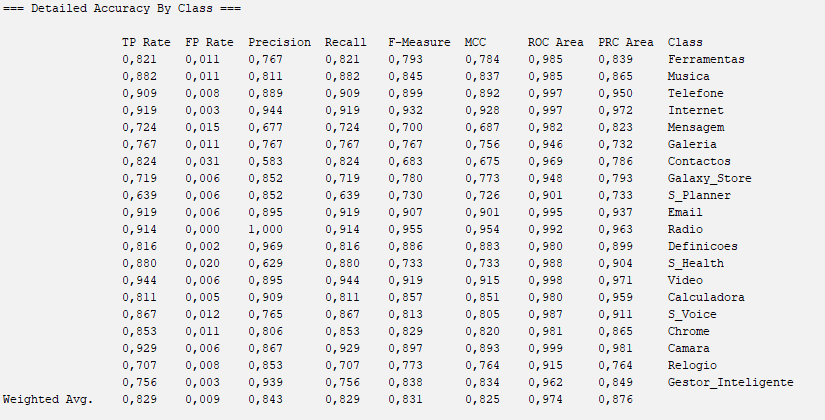 === Detailed Accuracy By Class ===
TP Rate FP Rate Precision Recall F-Measure MCC ROC Area PRC Area Class
0,821 0,011 0,767 0,821 0,793 0,784 0,985 0,839 Ferramentas
0,882 0,011 0,811 0,882 0,845 0,837 0,985 0,865 Musica
0,909 0,008 0,889 0,909 0,899 0,892 0,997 0,950 Telefone
0,919 0,003 0,944 0,919 0,932 0,928 0,997 0,972 Internet
0,724 0,015 0,677 0,724 0,700 0,687 0,982 0,823 Mensagem
0,767 0,011 0,767 0,767 0,767 0,756 0,946 0,732 Galeria
0,824 0,031 0,583 0,824 0,683 0,675 0,969 0,786 Contactos
0,719 0,006 0,852 0,719 0,780 0,773 0,948 0,793 Galaxy_Store
0,639 0,006 0,852 0,639 0,730 0,726 0,901 0,733 S_Planner
0,919 0,006 0,895 0,919 0,907 0,901 0,995 0,937 Email
0,914 0,000 1,000 0,914 0,955 0,954 0,992 0,963 Radio
0,816 0,002 0,969 0,816 0,886 0,883 0,980 0,899 Definicoes
0,880 0,020 0,629 0,880 0,733 0,733 0,988 0,904 S_Health
0,944 0,006 0,895 0,944 0,919 0,915 0,998 0,971 Video
0,811 0,005 0,909 0,811 0,857 0,851 0,980 0,959 Calculadora
0,867 0,012 0,765 0,867 0,813 0,805 0,987 0,911 S_Voice
0,853 0,011 0,806 0,853 0,829 0,820 0,981 0,865 Chrome
0,929 0,006 0,867 0,929 0,897 0,893 0,999 0,981 Camara
0,707 0,008 0,853 0,707 0,773 0,764 0,915 0,764 Relogio
0,756 0,003 0,939 0,756 0,838 0,834 0,962 0,849 Gestor_Inteligente
Weighted Avg. 0,829 0,009 0,843 0,829 0,831 0,825 0,974 0,876